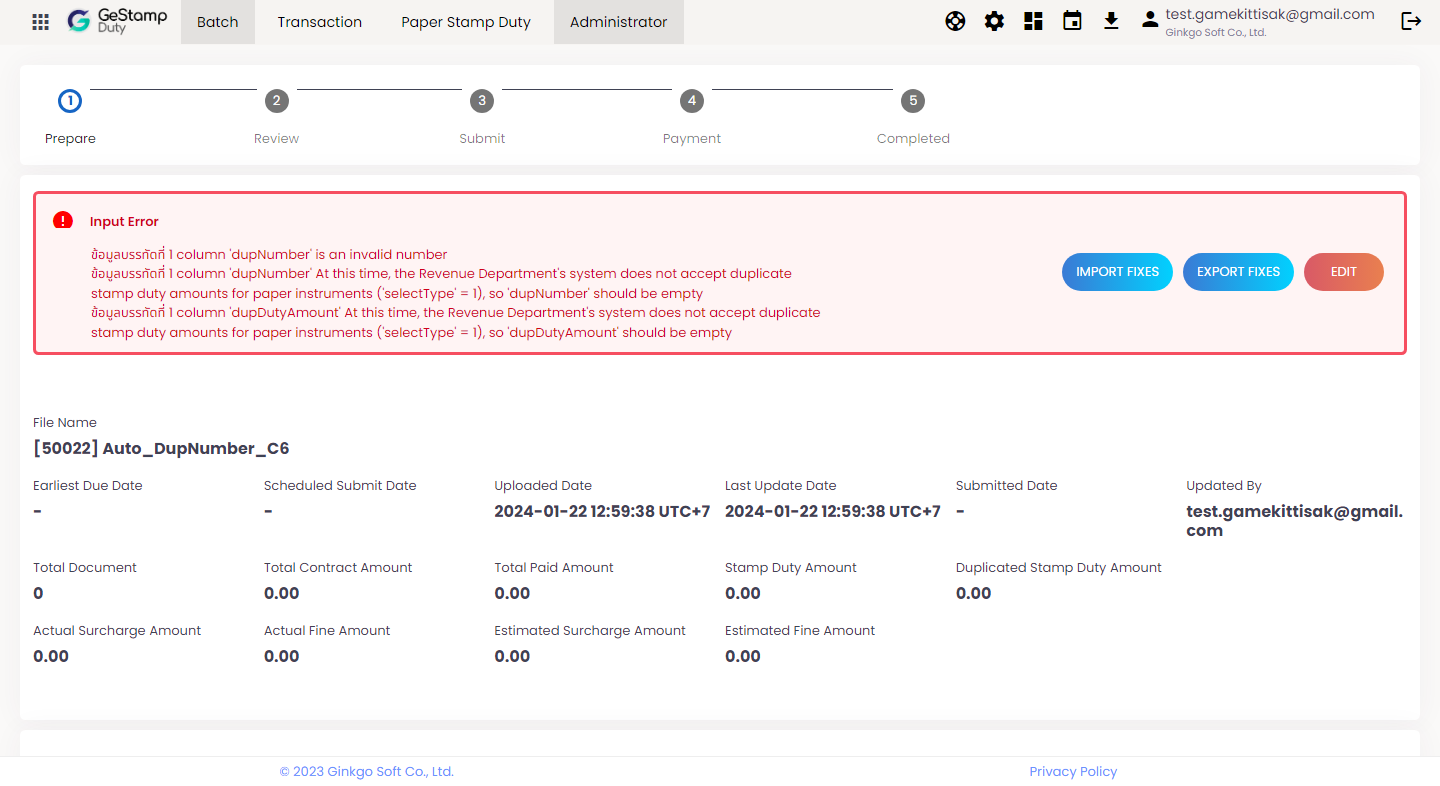 GeStamp
Duty
Batch
Transaction
Paper Stamp Duty
Administrator
test.gamekittisak@gmail.com
Ginkgo Soft Co., Ltd.
1
2
3
4
5
Prepare
Review
Submit
Payment
Completed
Input Error
ข้อมูลบรรทัดที่ 1 column 'dupNumber' is an invalid number
ข้อมูลบรรทัดที่ 1 column 'dupNumber' At this time, the Revenue Department's system does not accept duplicate
stamp duty amounts for paper instruments ('selectType' = 1), so 'dupNumber' should be empty
ข้อมูลบรรทัดที่ 1 column 'dupDutyAmount' At this time, the Revenue Department's system does not accept duplicate
stamp duty amounts for paper instruments ('selectType' = 1), so 'dupDutyAmount' should be empty
IMPORT FIXES
EXPORT FIXES
EDIT
File Name
[50022] Auto_DupNumber_C6
Earliest Due Date
-
Scheduled Submit Date
-
Uploaded Date
2024-01-22 12:59:38 UTC+7
Last Update Date
2024-01-22 12:59:38 UTC+7
Submitted Date
-
Updated By
test.gamekittisak@gmail.
com
Total Document
0
Total Contract Amount
0.00
Total Paid Amount
0.00
Stamp Duty Amount
0.00
Duplicated Stamp Duty Amount
0.00
Actual Surcharge Amount
0.00
Actual Fine Amount
0.00
Estimated Surcharge Amount
0.00
Estimated Fine Amount
0.00
© 2023 Ginkgo Soft Co., Ltd.
Privacy Policy